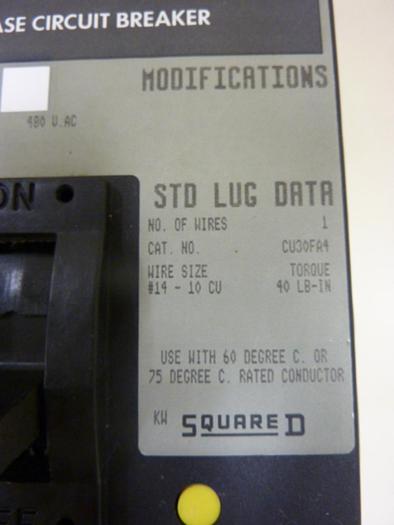 ASE CIRCUIT BREAKER
MODIFICATIONS
480 V.AC
ON
STD LUG DATA
NO. OF WIRES 1
CAT. NO. CU30FA4
WIRE SIZE TORQUE
#14 - 10 CU 40 LB-IN
USE WITH 60 DEGREE C. OR
75 DEGREE C. RATED CONDUCTOR
KW SQUARE D